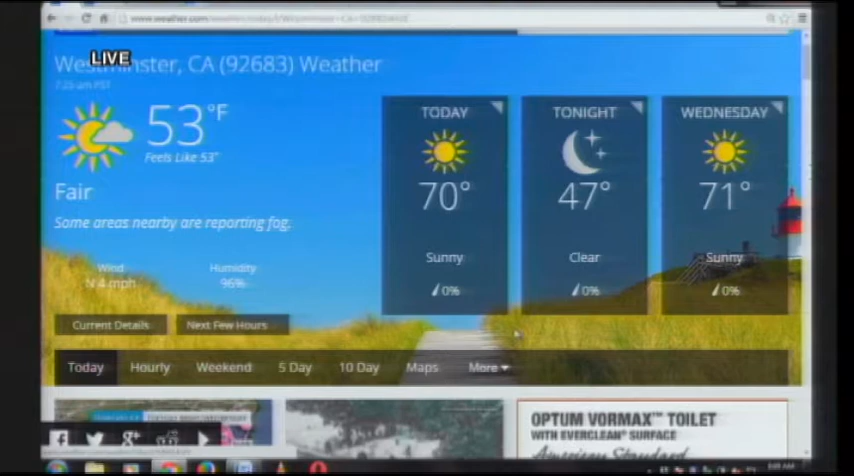 LIVE
Westminster, CA (92683) Weather
53°F
Feels Like 53°
Fair
Some areas nearby are reporting fog.
Wind
N 4 mph
Humidity
96%
Current Details
Next Few Hours
TODAY
70°
Sunny
0%
TONIGHT
47°
Clear
0%
WEDNESDAY
71°
Sunny
0%
Today
Hourly
Weekend
5 Day
10 Day
Maps
More
OPTUM VORMAX™ TOILET
WITH EVERCLEAN® SURFACE
American Standard